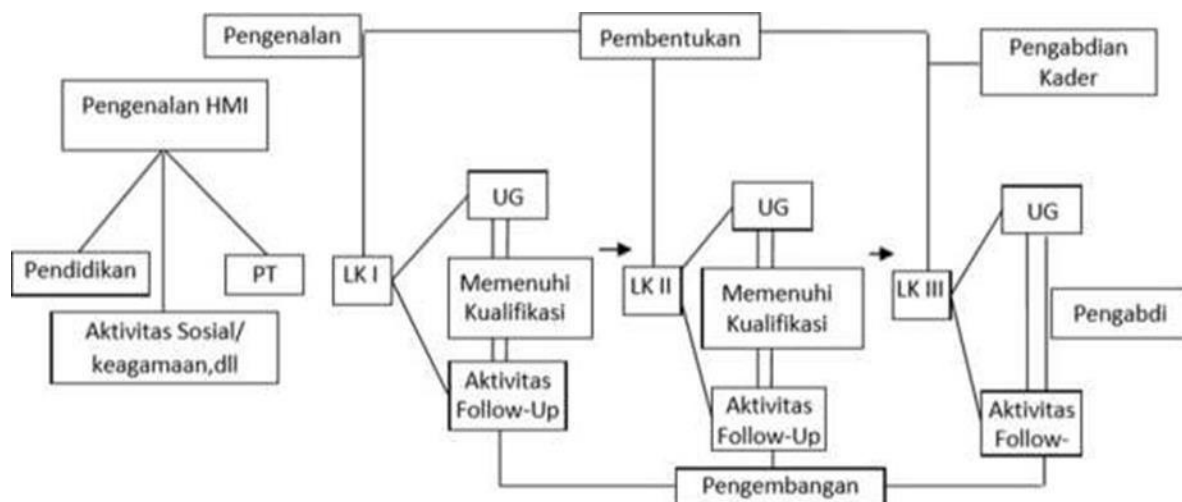 Pengenalan
Pembentukan
Pengabdian
Kader
Pengenalan HMI
Pendidikan
PT
Aktivitas Sosial/
keagamaan,dll
LK I
UG
Memenuhi
Kualifikasi
Aktivitas
Follow-Up
LK II
UG
Memenuhi
Kualifikasi
Aktivitas
Follow-Up
LK III
UG
Pengabdi
Aktivitas
Follow-
Pengembangan